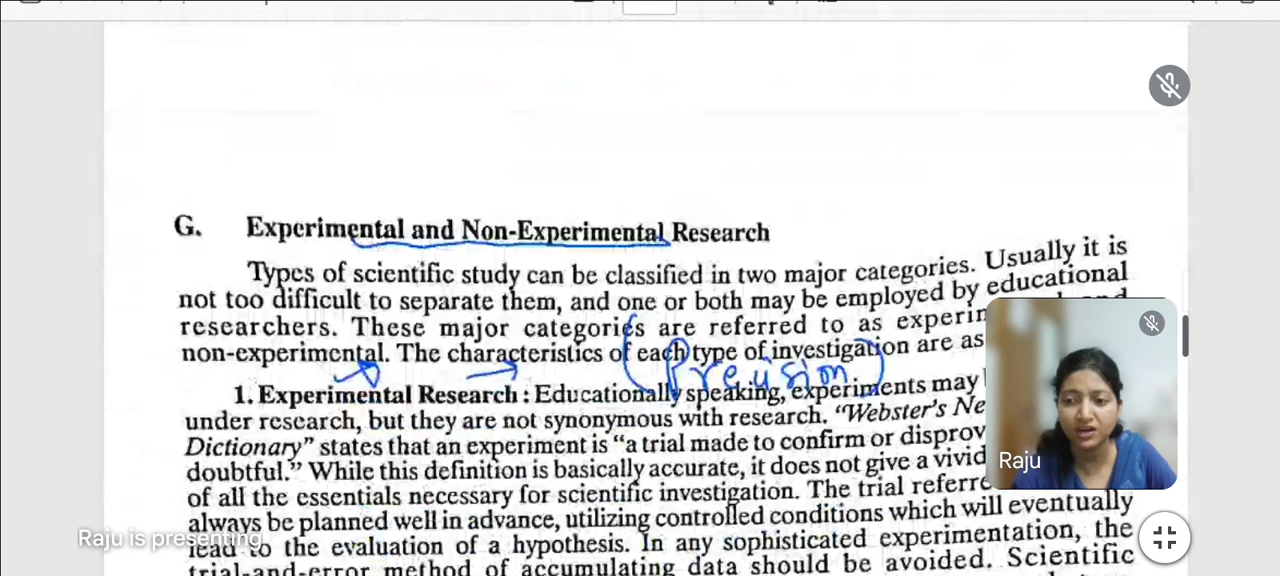 G. Experimental and Non-Experimental Research
Types of scientific study can be classified in two major categories. Usually it is
not too difficult to separate them, and one or both may be employed by educational
researchers. These major categories are referred to as experim
non-experimental. The characteristics of each type of investigation are as
(Precision)
1. Experimental Research : Educationally speaking, experiments may
under research, but they are not synonymous with research. "Webster's Ne
Dictionary" states that an experiment is "a trial made to confirm or disprov
doubtful." While this definition is basically accurate, it does not give a vivid
of all the essentials necessary for scientific investigation. The trial referre
always be planned well in advance, utilizing controlled conditions which will eventually
lead to the evaluation of a hypothesis. In any sophisticated experimentation, the
trial-and-error method of accumulating data should be avoided. Scientific
Raju
Raju is presenting